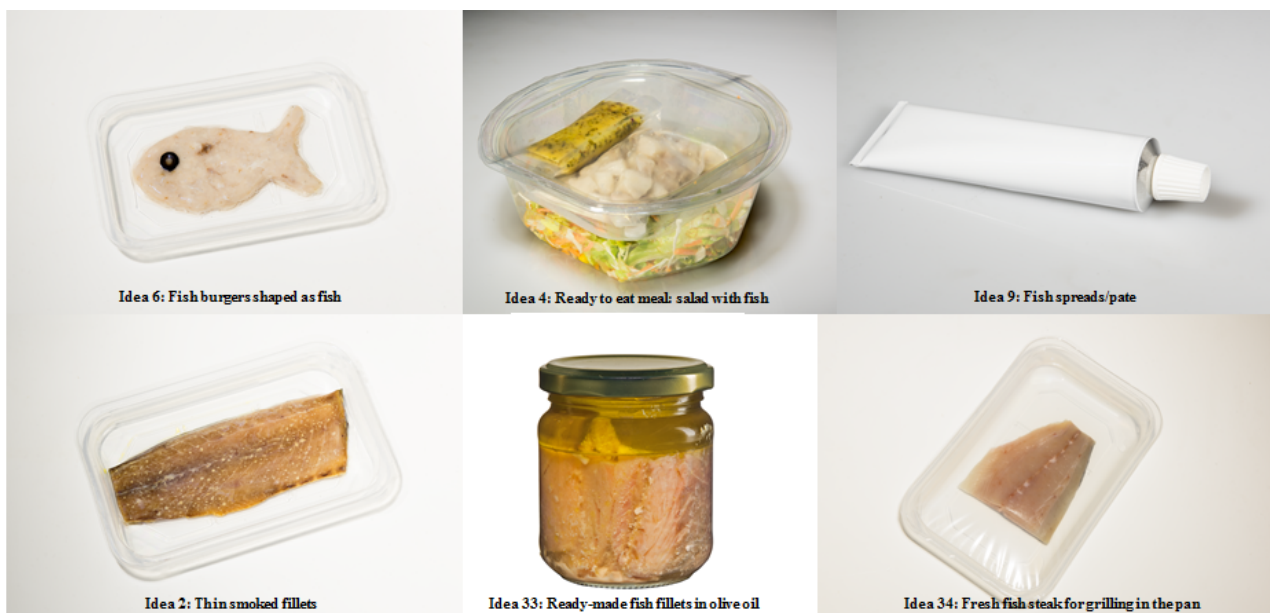 Idea 6: Fish burgers shaped as fish
Idea 4: Ready to eat meal: salad with fish
Idea 9: Fish spreads/pate
Idea 2: Thin smoked fillets
Idea 33: Ready-made fish fillets in olive oil
Idea 34: Fresh fish steak for grilling in the pan